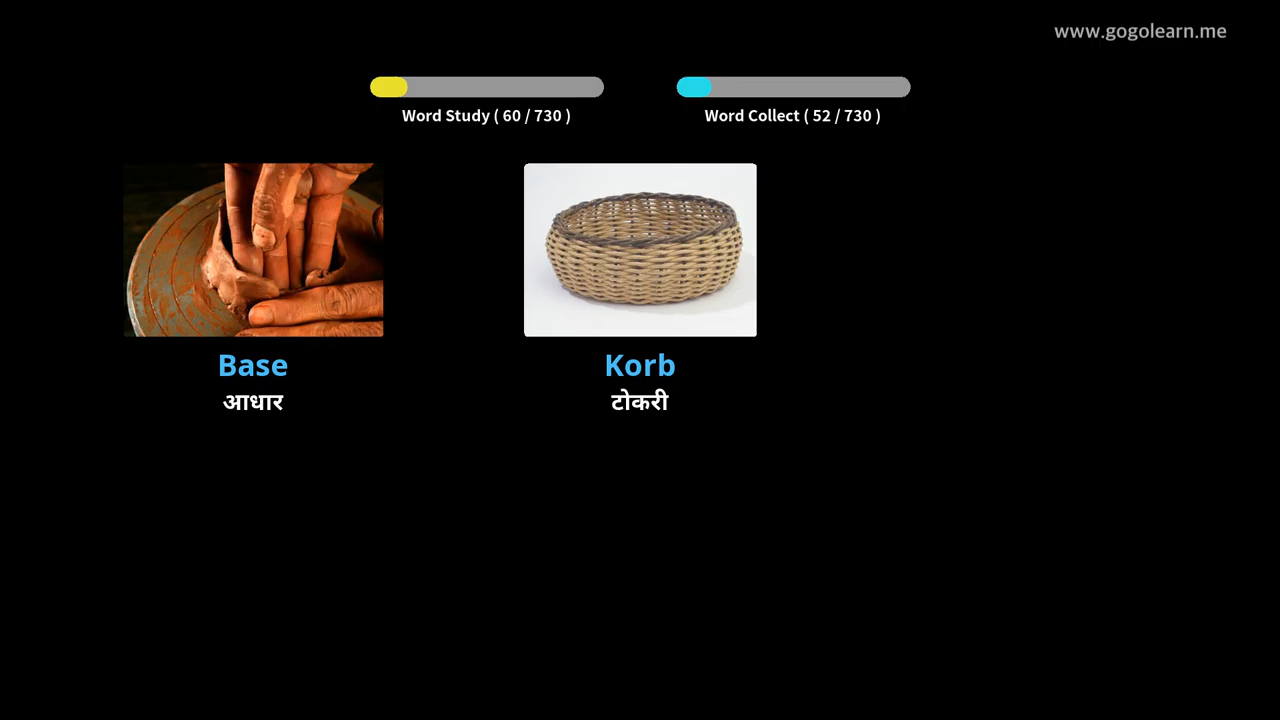 www.gogolearn.me
Word Study ( 60 / 730 )
Word Collect ( 52 / 730 )
Base
आधार
Korb
टोकरी